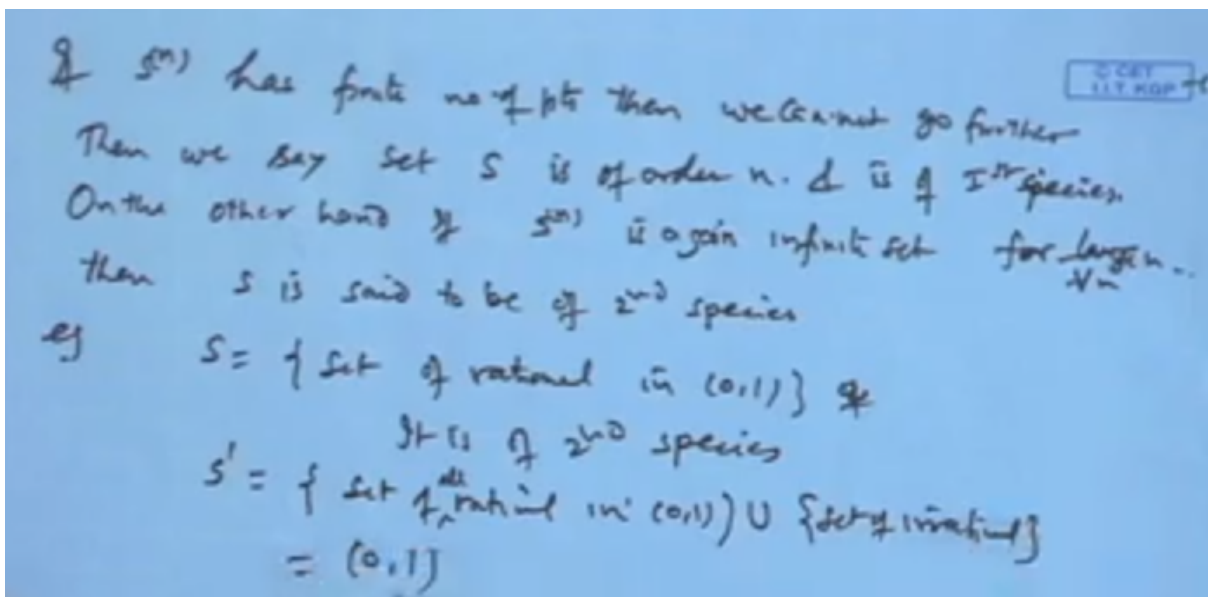 If S⁽ⁿ⁾ has finite no of pts then we cannot go further
© CET
I.I.T. KGP
Then we say set S is of order n. & is of Iˢᵗ species.
On the other hand if S⁽ⁿ⁾ is again infinite set for large n..
∀n
then S is said to be of 2ⁿᵈ species
eg S = { Set of rational in (0,1) }
It is of 2ⁿᵈ species
S' = { Set of all rational in (0,1) } ∪ {Set of irrational}
= (0,1]